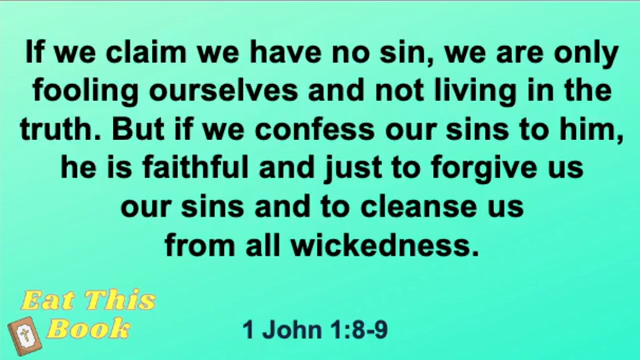 If we claim we have no sin, we are only
fooling ourselves and not living in the
truth. But if we confess our sins to him,
he is faithful and just to forgive us
our sins and to cleanse us
from all wickedness.
Eat This
Book
1 John 1:8-9